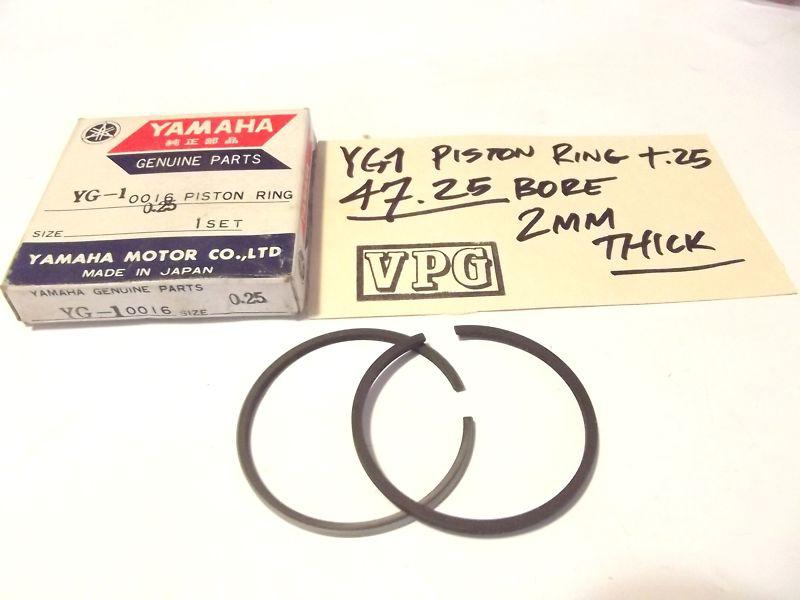 YAMAHA
純正部品
GENUINE PARTS
YG-1 0016 PISTON RING
0.25
SIZE 1 SET
YAMAHA MOTOR CO.,LTD
MADE IN JAPAN
YAMAHA GENUINE PARTS
YG-1 0016 SIZE 0.25
YG1 PISTON RING +.25
47.25 BORE
2MM
THICK
VPG